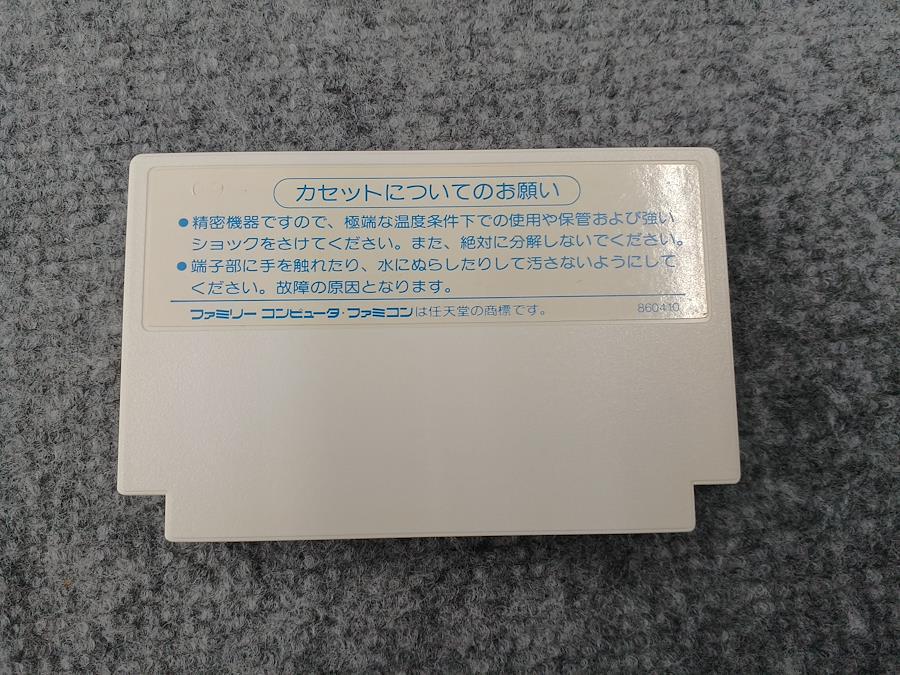 カセットについてのお願い
●精密機器ですので、極端な温度条件下での使用や保管および強い
ショックをさけてください。また、絶対に分解しないでください。
●端子部に手を触れたり、水にぬらしたりして汚さないようにして
ください。故障の原因となります。
ファミリー コンピュータ・ファミコンは任天堂の商標です。 860410